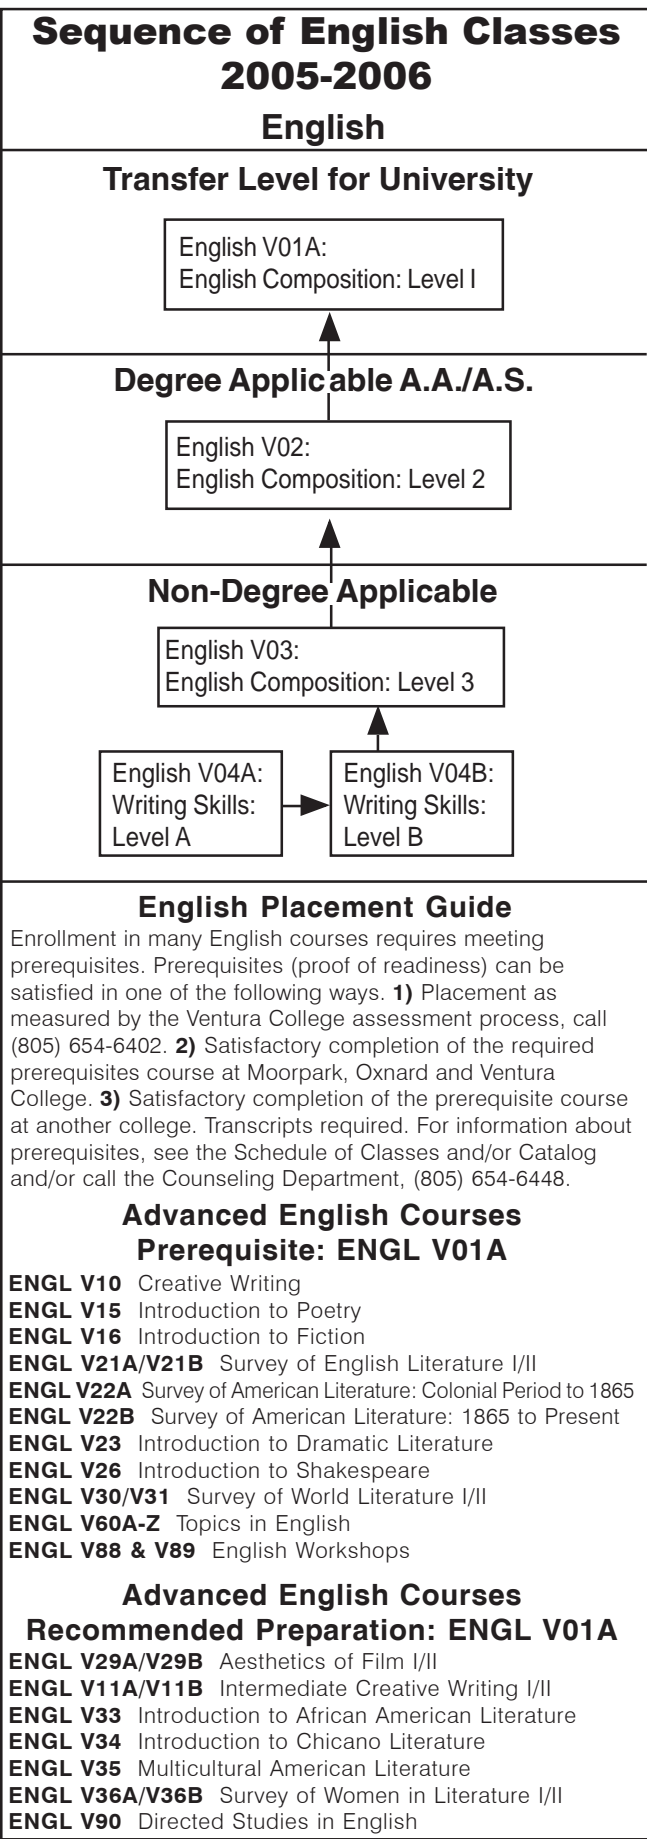 Sequence of English Classes
2005-2006
English
Transfer Level for University
English V01A:
English Composition: Level I
Degree Applicable A.A./A.S.
English V02:
English Composition: Level 2
Non-Degree Applicable
English V03:
English Composition: Level 3
English V04A:
Writing Skills:
Level A
English V04B:
Writing Skills:
Level B
English Placement Guide
Enrollment in many English courses requires meeting
prerequisites. Prerequisites (proof of readiness) can be
satisfied in one of the following ways. 1) Placement as
measured by the Ventura College assessment process, call
(805) 654-6402. 2) Satisfactory completion of the required
prerequisites course at Moorpark, Oxnard and Ventura
College. 3) Satisfactory completion of the prerequisite course
at another college. Transcripts required. For information about
prerequisites, see the Schedule of Classes and/or Catalog
and/or call the Counseling Department, (805) 654-6448.
Advanced English Courses
Prerequisite: ENGL V01A
ENGL V10 Creative Writing
ENGL V15 Introduction to Poetry
ENGL V16 Introduction to Fiction
ENGL V21A/V21B Survey of English Literature I/II
ENGL V22A Survey of American Literature: Colonial Period to 1865
ENGL V22B Survey of American Literature: 1865 to Present
ENGL V23 Introduction to Dramatic Literature
ENGL V26 Introduction to Shakespeare
ENGL V30/V31 Survey of World Literature I/II
ENGL V60A-Z Topics in English
ENGL V88 & V89 English Workshops
Advanced English Courses
Recommended Preparation: ENGL V01A
ENGL V29A/V29B Aesthetics of Film I/II
ENGL V11A/V11B Intermediate Creative Writing I/II
ENGL V33 Introduction to African American Literature
ENGL V34 Introduction to Chicano Literature
ENGL V35 Multicultural American Literature
ENGL V36A/V36B Survey of Women in Literature I/II
ENGL V90 Directed Studies in English